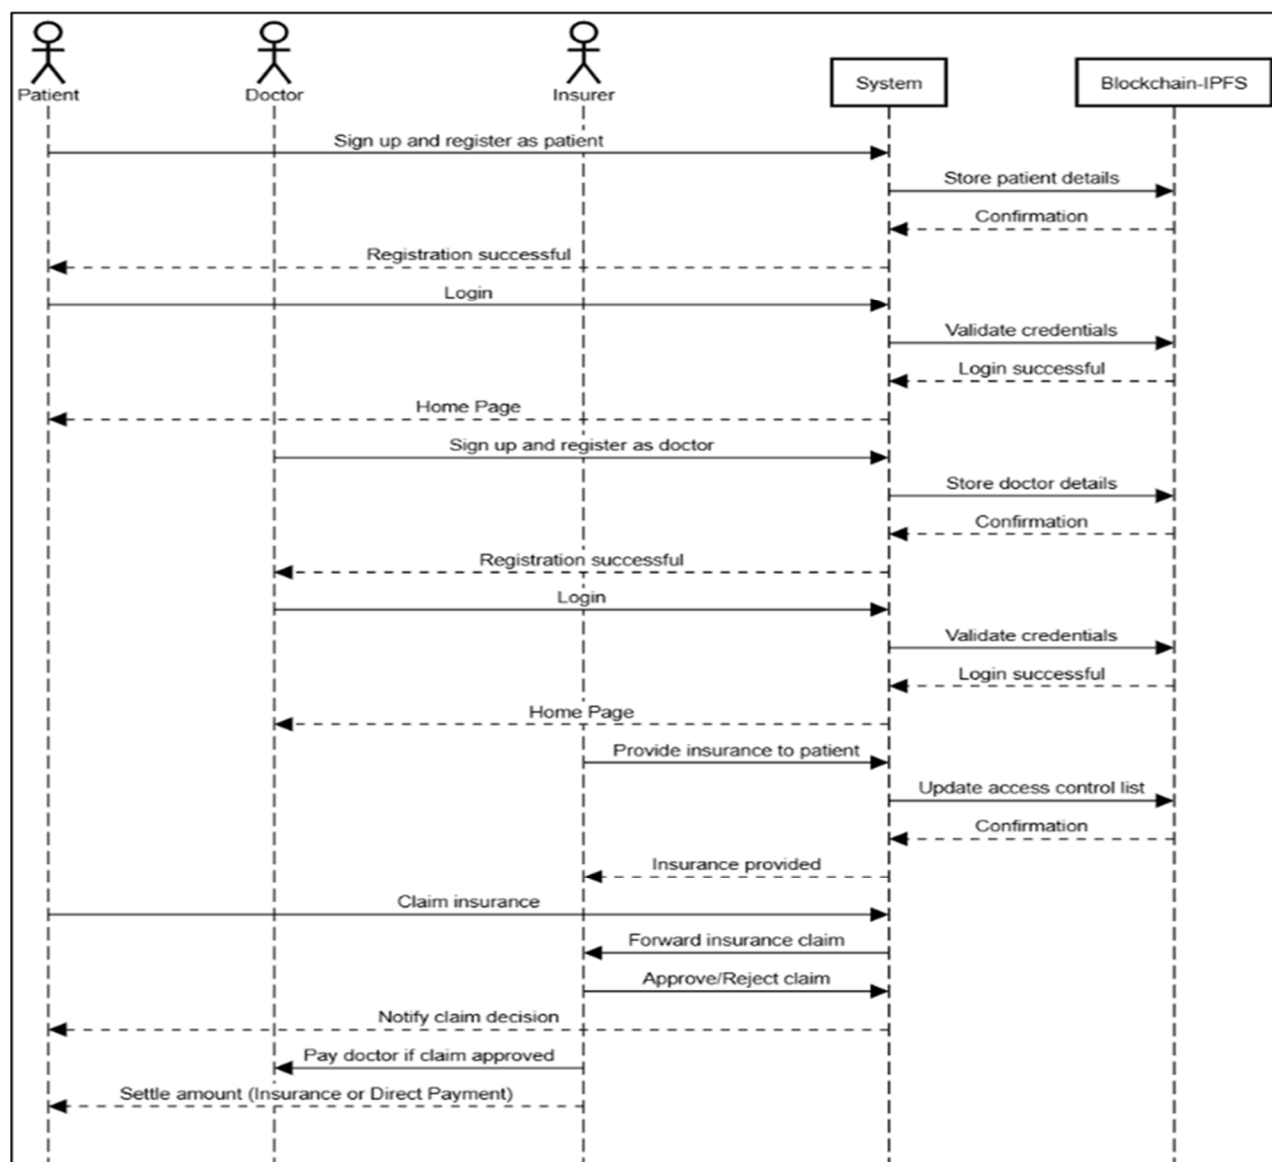 Patient
Doctor
Insurer
System
Blockchain-IPFS
Sign up and register as patient
Store patient details
Confirmation
Registration successful
Login
Validate credentials
Login successful
Home Page
Sign up and register as doctor
Store doctor details
Confirmation
Registration successful
Login
Validate credentials
Login successful
Home Page
Provide insurance to patient
Update access control list
Confirmation
Insurance provided
Claim insurance
Forward insurance claim
Approve/Reject claim
Notify claim decision
Pay doctor if claim approved
Settle amount (Insurance or Direct Payment)